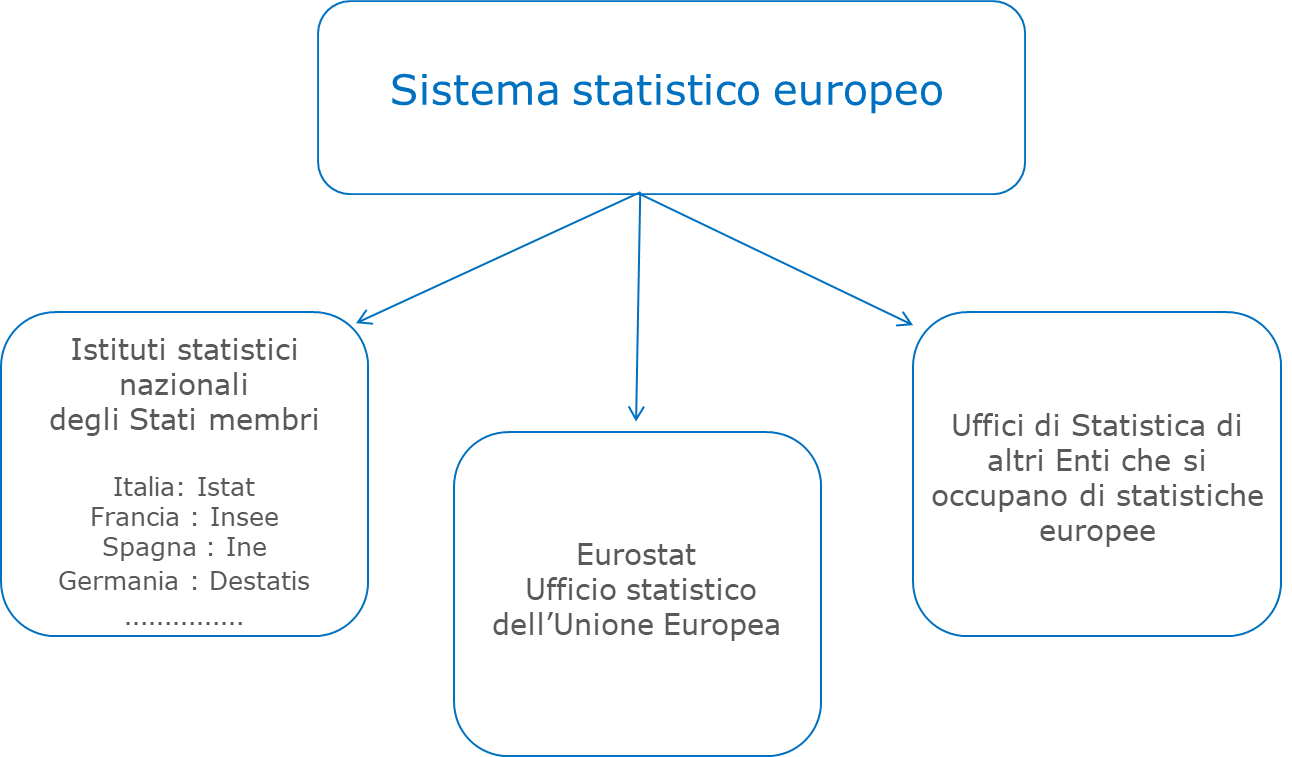 Sistema statistico europeo
Istituti statistici
nazionali
degli Stati membri
Italia: Istat
Francia : Insee
Spagna : Ine
Germania : Destatis
……………
Eurostat
Ufficio statistico
dell’Unione Europea
Uffici di Statistica di
altri Enti che si
occupano di statistiche
europee